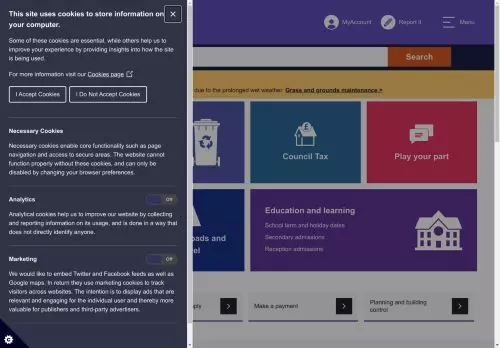 This site uses cookies to store information on
your computer.
MyAccount
Report It
Menu
Some of these cookies are essential, while others help us to
improve your experience by providing insights into how the site
is being used.
Search
For more information visit our Cookies page
I Accept Cookies
I Do Not Accept Cookies
due to the prolonged wet weather. Grass and grounds maintenance >
Necessary Cookies
Necessary cookies enable core functionality such as page
navigation and access to secure areas. The website cannot
function properly without these cookies, and can only be
disabled by changing your browser preferences.
Council Tax
Play your part
Analytics
Off
Analytical cookies help us to improve our website by collecting
and reporting information on its usage, and is done in a way that
does not directly identify anyone.
Education and learning
School term and holiday dates
Secondary admissions
Reception admissions
Marketing
Off
We would like to embed Twitter and Facebook feeds as well as
Google maps. In return they use marketing cookies to track
visitors across websites. The intention is to display ads that are
relevant and engaging for the individual user and thereby more
valuable for publishers and third-party advertisers.
Make a payment
Planning and building
control